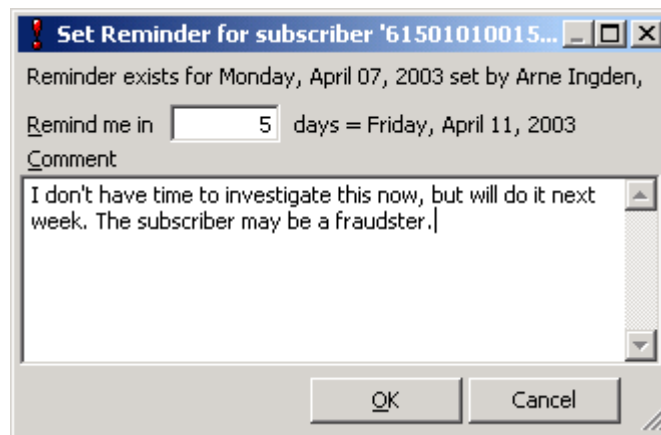 Set Reminder for subscriber '61501010015...
Reminder exists for Monday, April 07, 2003 set by Arne Ingden,
Remind me in 5 days = Friday, April 11, 2003
Comment
I don't have time to investigate this now, but will do it next
week. The subscriber may be a fraudster.
OK Cancel